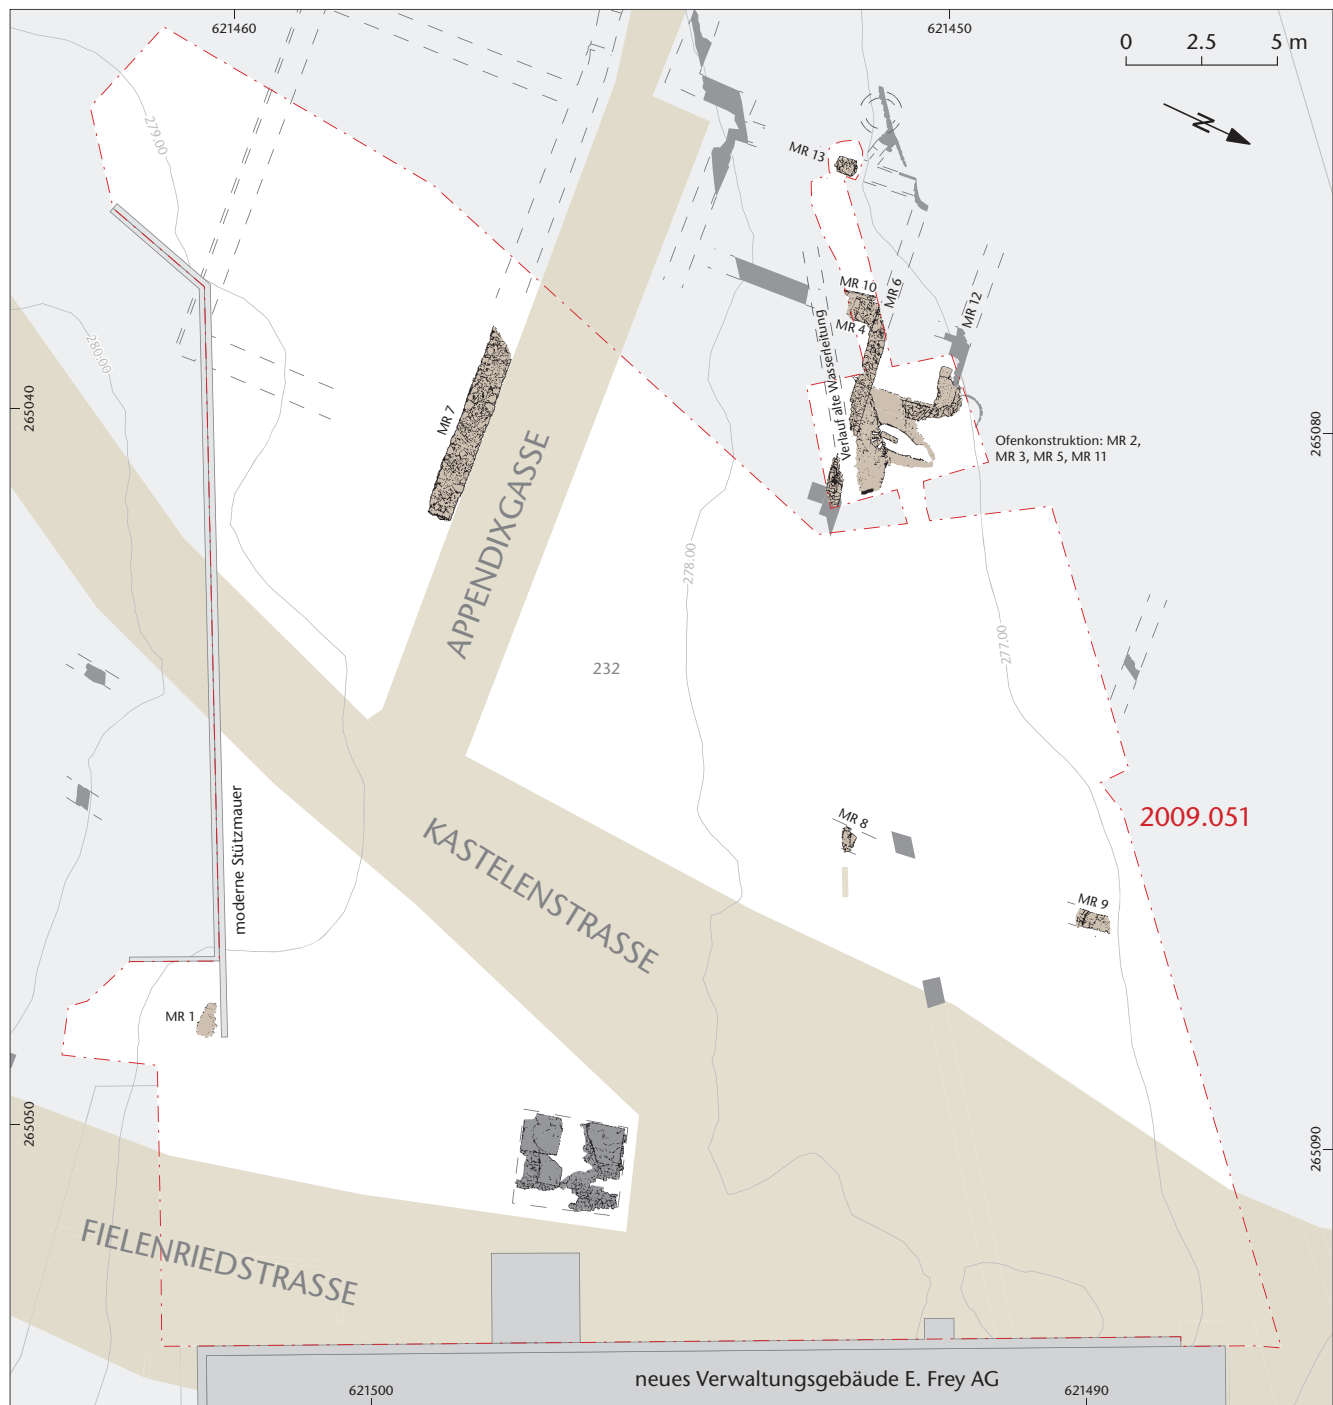 621460
621450
0 2.5 5 m
N
279.00
MR 13
MR 10
MR 6
MR 4
MR 12
280.00
Verlauf alte Wasserleitung
265040
MR 7
265080
Ofenkonstruktion: MR 2,
MR 3, MR 5, MR 11
APPENDIXGASSE
278.00
277.00
232
moderne Stützmauer
MR 8
2009.051
KASTELENSTRASSE
MR 9
MR 1
265050
265090
FIELENRIEDSTRASSE
neues Verwaltungsgebäude E. Frey AG
621500
621490